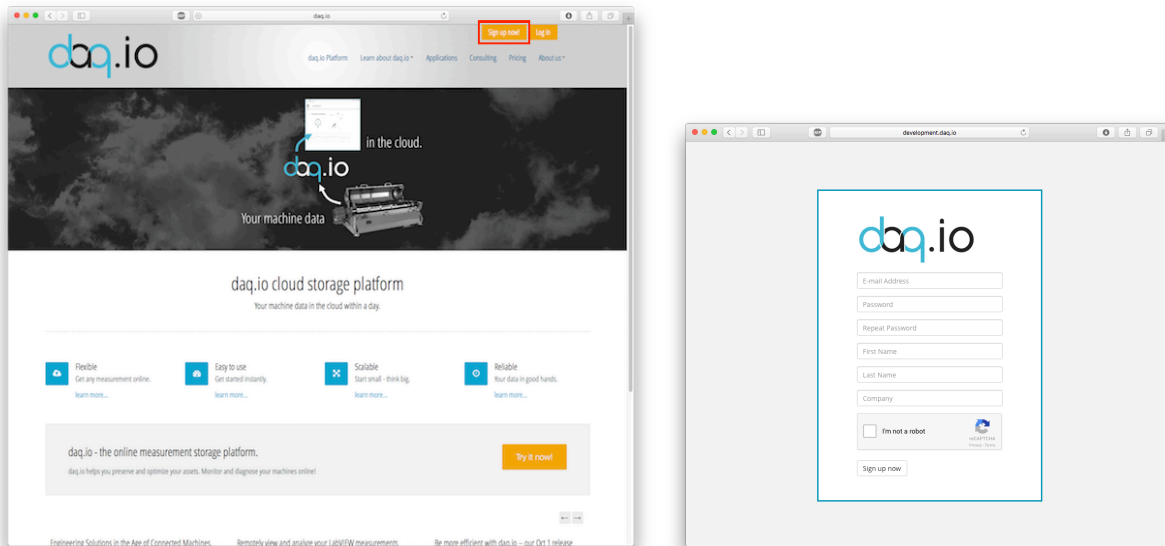 daq.io
Sign up now!
Log in
daq.io
daq.io Platform
Learn about daq.io
Applications
Consulting
Pricing
About us
in the cloud.
daq.io
Your machine data
daq.io cloud storage platform
Your machine data in the cloud within a day.
Flexible
Get any measurement online.
learn more...
Easy to use
Get started instantly.
learn more...
Scalable
Start small - think big.
learn more...
Reliable
Your data in good hands.
learn more...
daq.io - the online measurement storage platform.
daq.io helps you preserve and optimize your assets. Monitor and diagnose your machines online!
Try it now!
Engineering Solutions in the Age of Connected Machines.
Remotely view and analyze your LabVIEW measurements.
Be more efficient with daq.io – our Oct 1 release
development.daq.io
daq.io
E-mail Address
Password
Repeat Password
First Name
Last Name
Company
I'm not a robot
reCAPTCHA
Privacy - Terms
Sign up now